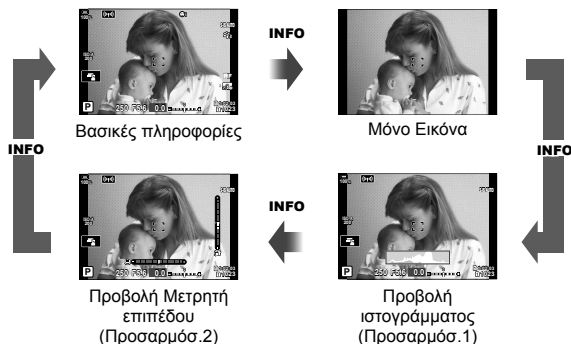 INFO
P 250 F5.6 0.0
Βασικές πληροφορίες
Μόνο Εικόνα
INFO
INFO
INFO
P 250 F5.6 0.0
Προβολή Μετρητή
επιπέδου
(Προσαρμόσ.2)
P 250 F5.6 0.0
Προβολή
ιστογράμματος
(Προσαρμόσ.1)